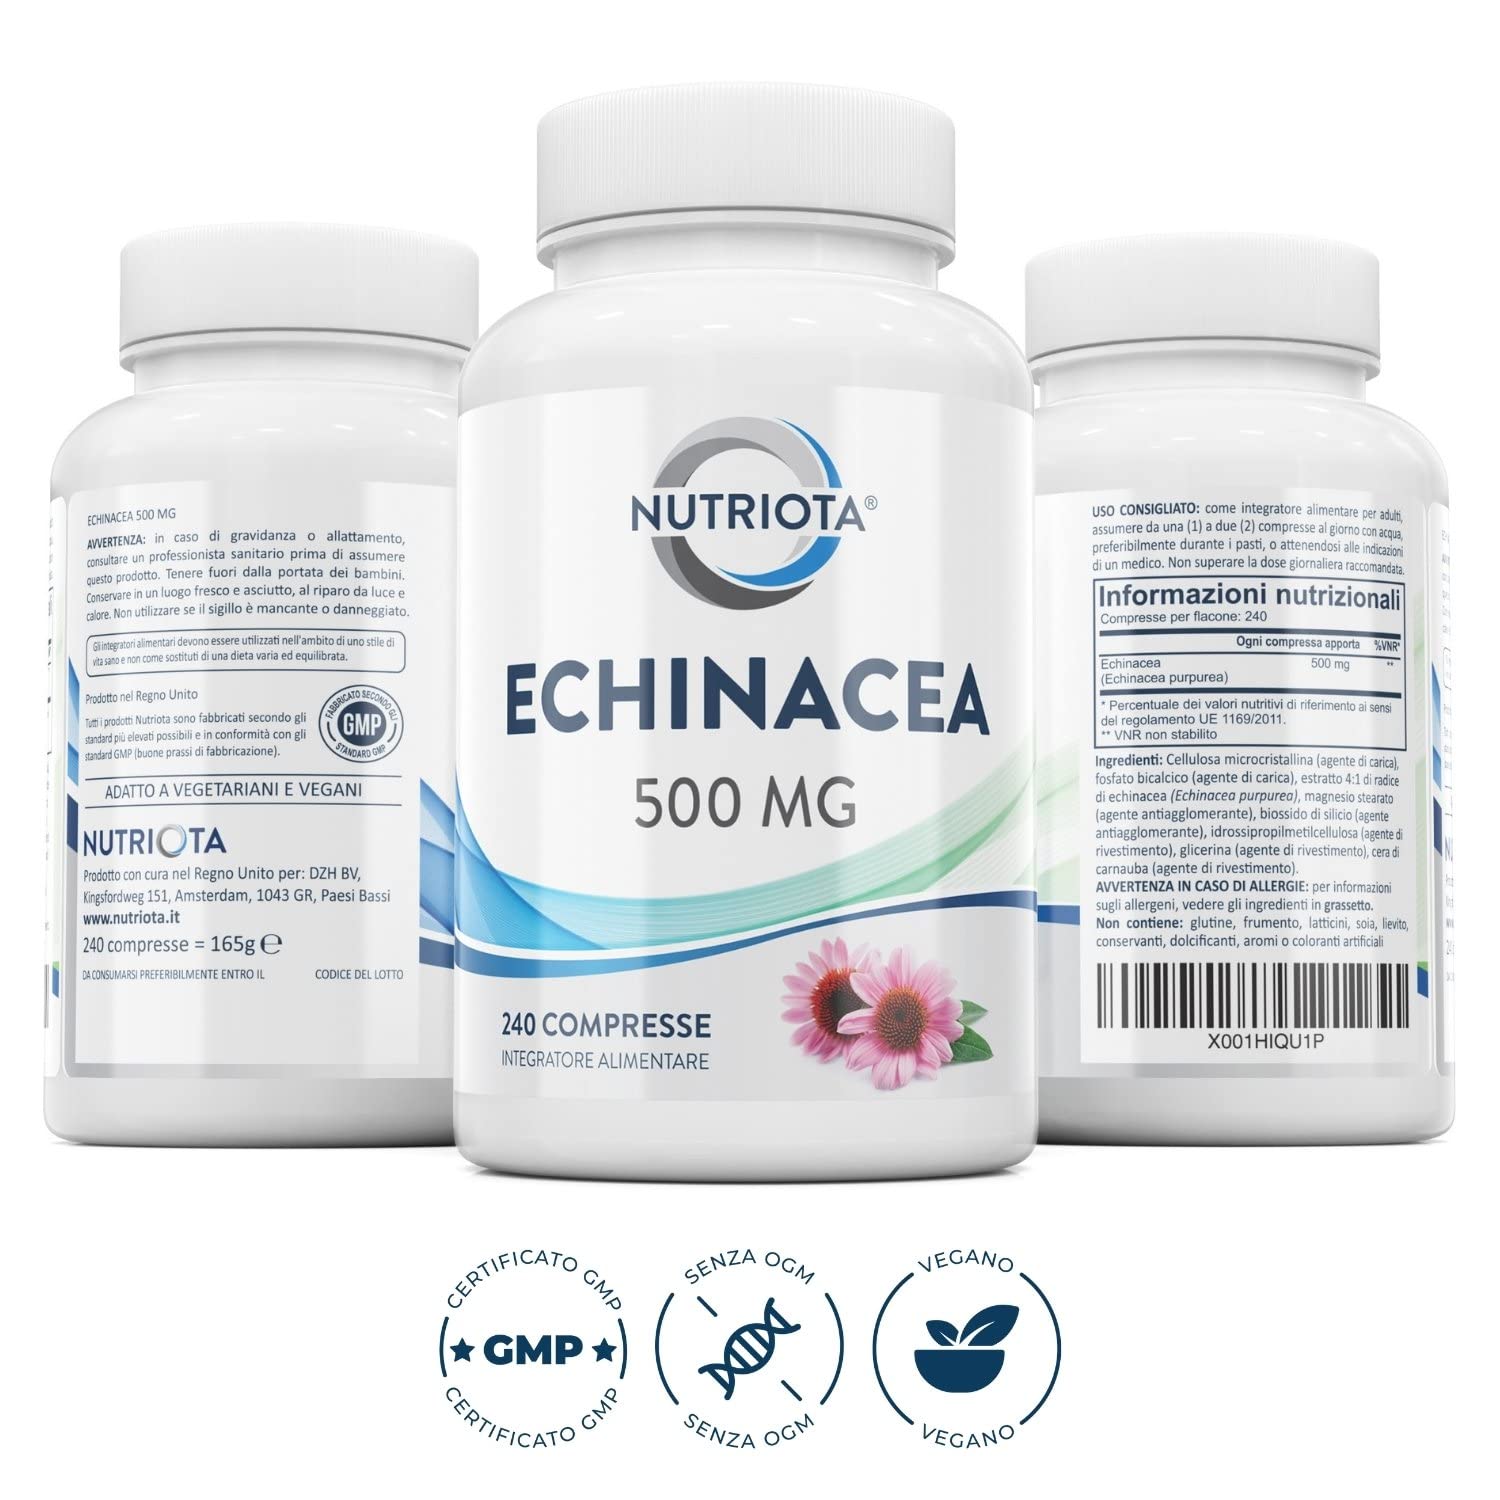 ECHINACEA 500 MG
AVVERTENZA: in caso di gravidanza o allattamento,
consultare un professionista sanitario prima di assumere
questo prodotto. Tenere fuori dalla portata dei bambini.
Conservare in un luogo fresco e asciutto, al riparo da luce e
calore. Non utilizzare se il sigillo è mancante o danneggiato.
Gli integratori alimentari devono essere utilizzati nell'ambito di uno stile di
vita sano e non come sostituti di una dieta varia ed equilibrata.
Prodotto nel Regno Unito
Tutti i prodotti Nutriota sono fabbricati secondo gli
standard più elevati possibili e in conformità con gli
standard GMP (buone prassi di fabbricazione).
FABBRICATO SECONDO GLI
GMP
STANDARD GMP
ADATTO A VEGETARIANI E VEGANI
NUTRIOTA
Prodotto con cura nel Regno Unito per: DZH BV,
Kingsfordweg 151, Amsterdam, 1043 GR, Paesi Bassi
www.nutriota.it
240 compresse = 165g ℮
DA CONSUMARSI PREFERIBILMENTE ENTRO IL CODICE DEL LOTTO
NUTRIOTA®
ECHINACEA
500 MG
240 COMPRESSE
INTEGRATORE ALIMENTARE
USO CONSIGLIATO: come integratore alimentare per adulti,
assumere da una (1) a due (2) compresse al giorno con acqua,
preferibilmente durante i pasti, o attenendosi alle indicazioni
di un medico. Non superare la dose giornaliera raccomandata.
Informazioni nutrizionali
Compresse per flacone: 240
Ogni compressa apporta %VNR*
Echinacea 500 mg **
(Echinacea purpurea)
* Percentuale dei valori nutritivi di riferimento ai sensi
del regolamento UE 1169/2011.
** VNR non stabilito
Ingredienti: Cellulosa microcristallina (agente di carica),
fosfato bicalcico (agente di carica), estratto 4:1 di radice
di echinacea (Echinacea purpurea), magnesio stearato
(agente antiagglomerante), biossido di silicio (agente
antiagglomerante), idrossipropilmetilcellulosa (agente di
rivestimento), glicerina (agente di rivestimento), cera di
carnauba (agente di rivestimento).
AVVERTENZA IN CASO DI ALLERGIE: per informazioni
sugli allergeni, vedere gli ingredienti in grassetto.
Non contiene: glutine, frumento, latticini, soia, lievito,
conservanti, dolcificanti, aromi o coloranti artificiali
X001HIQU1P
CERTIFICATO GMP
GMP
CERTIFICATO GMP
SENZA OGM
SENZA OGM
VEGANO
VEGANO